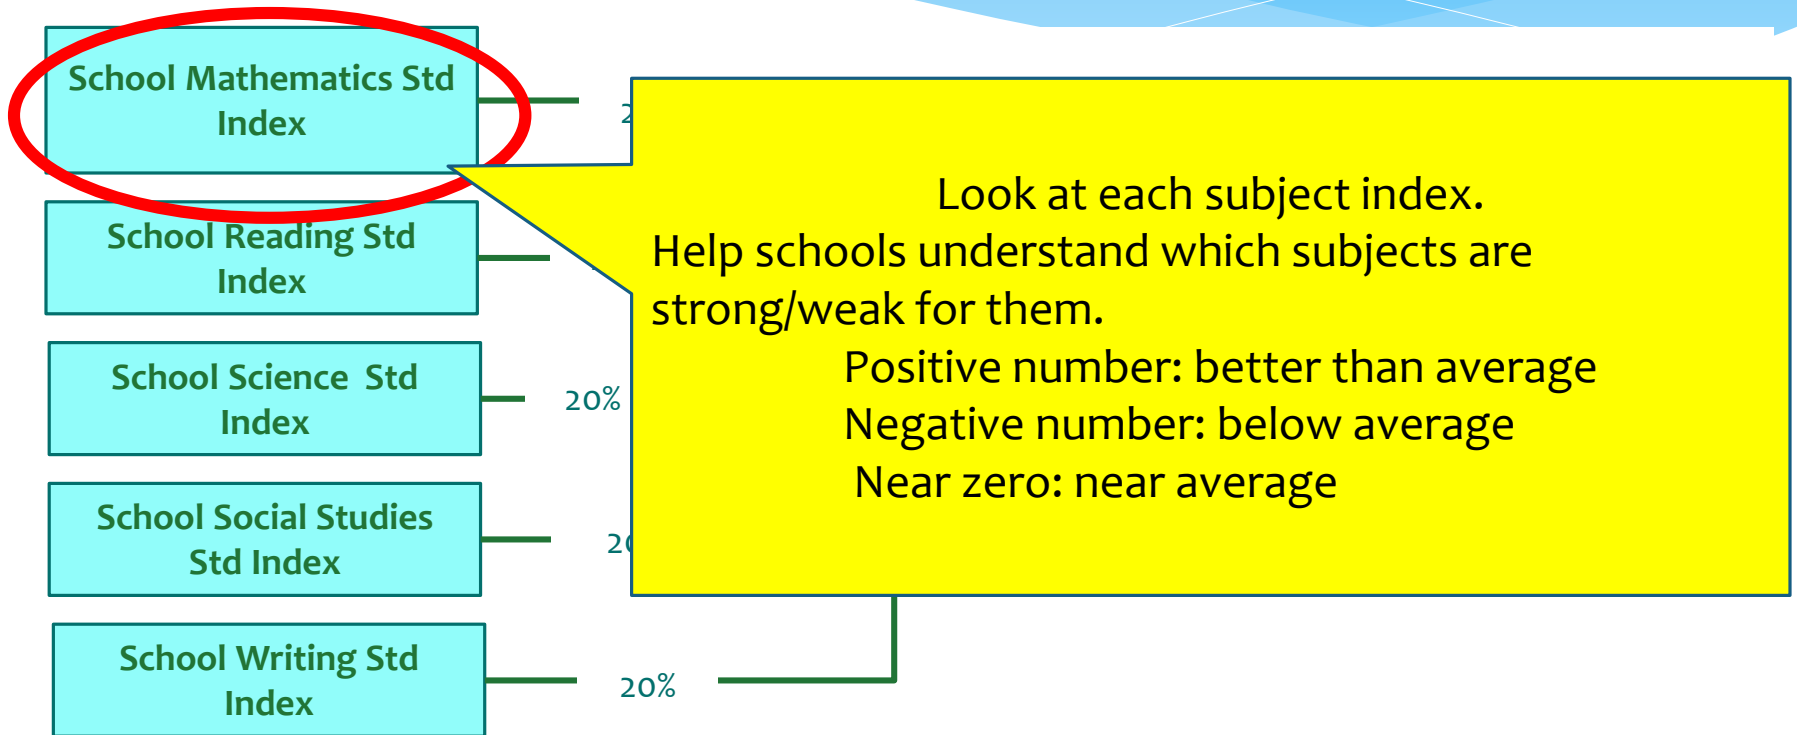 School Mathematics Std
Index
School Reading Std
Index
School Science Std
Index
20%
School Social Studies
Std Index
School Writing Std
Index
20%
Look at each subject index.
Help schools understand which subjects are
strong/weak for them.
Positive number: better than average
Negative number: below average
Near zero: near average